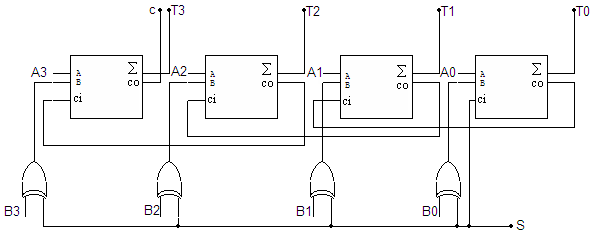 c T3 T2 T1 T0
A3 A B Σ co ci
A2 A B Σ co ci
A1 A B Σ co ci
A0 A B Σ co ci
B3 B2 B1 B0 S